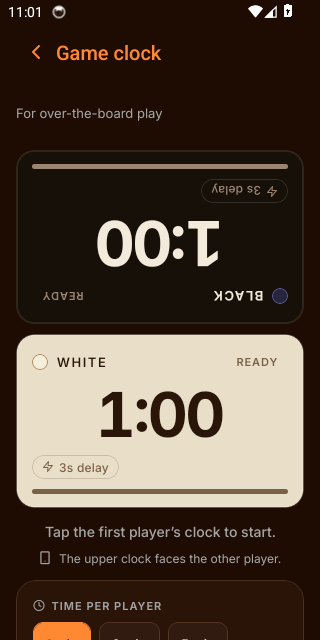 11:01
Game clock
For over-the-board play
3s delay
1:00
READY
BLACK
WHITE
READY
1:00
3s delay
Tap the first player's clock to start.
The upper clock faces the other player.
TIME PER PLAYER